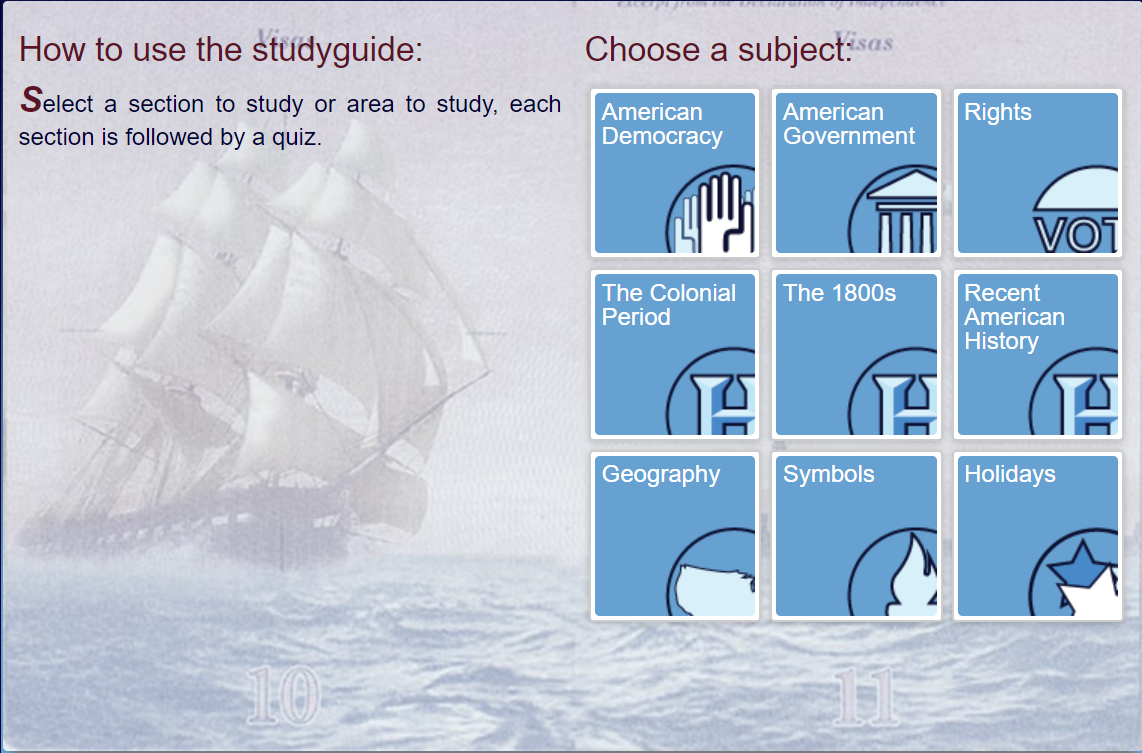 Excerpt from the Declaration of Independence
Visas
How to use the studyguide:
Select a section to study or area to study, each
section is followed by a quiz.
10
Visas
Choose a subject:
American
Democracy
American
Government
Rights
VOT
The Colonial
Period
H
The 1800s
H
Recent
American
History
H
Geography
Symbols
Holidays
11